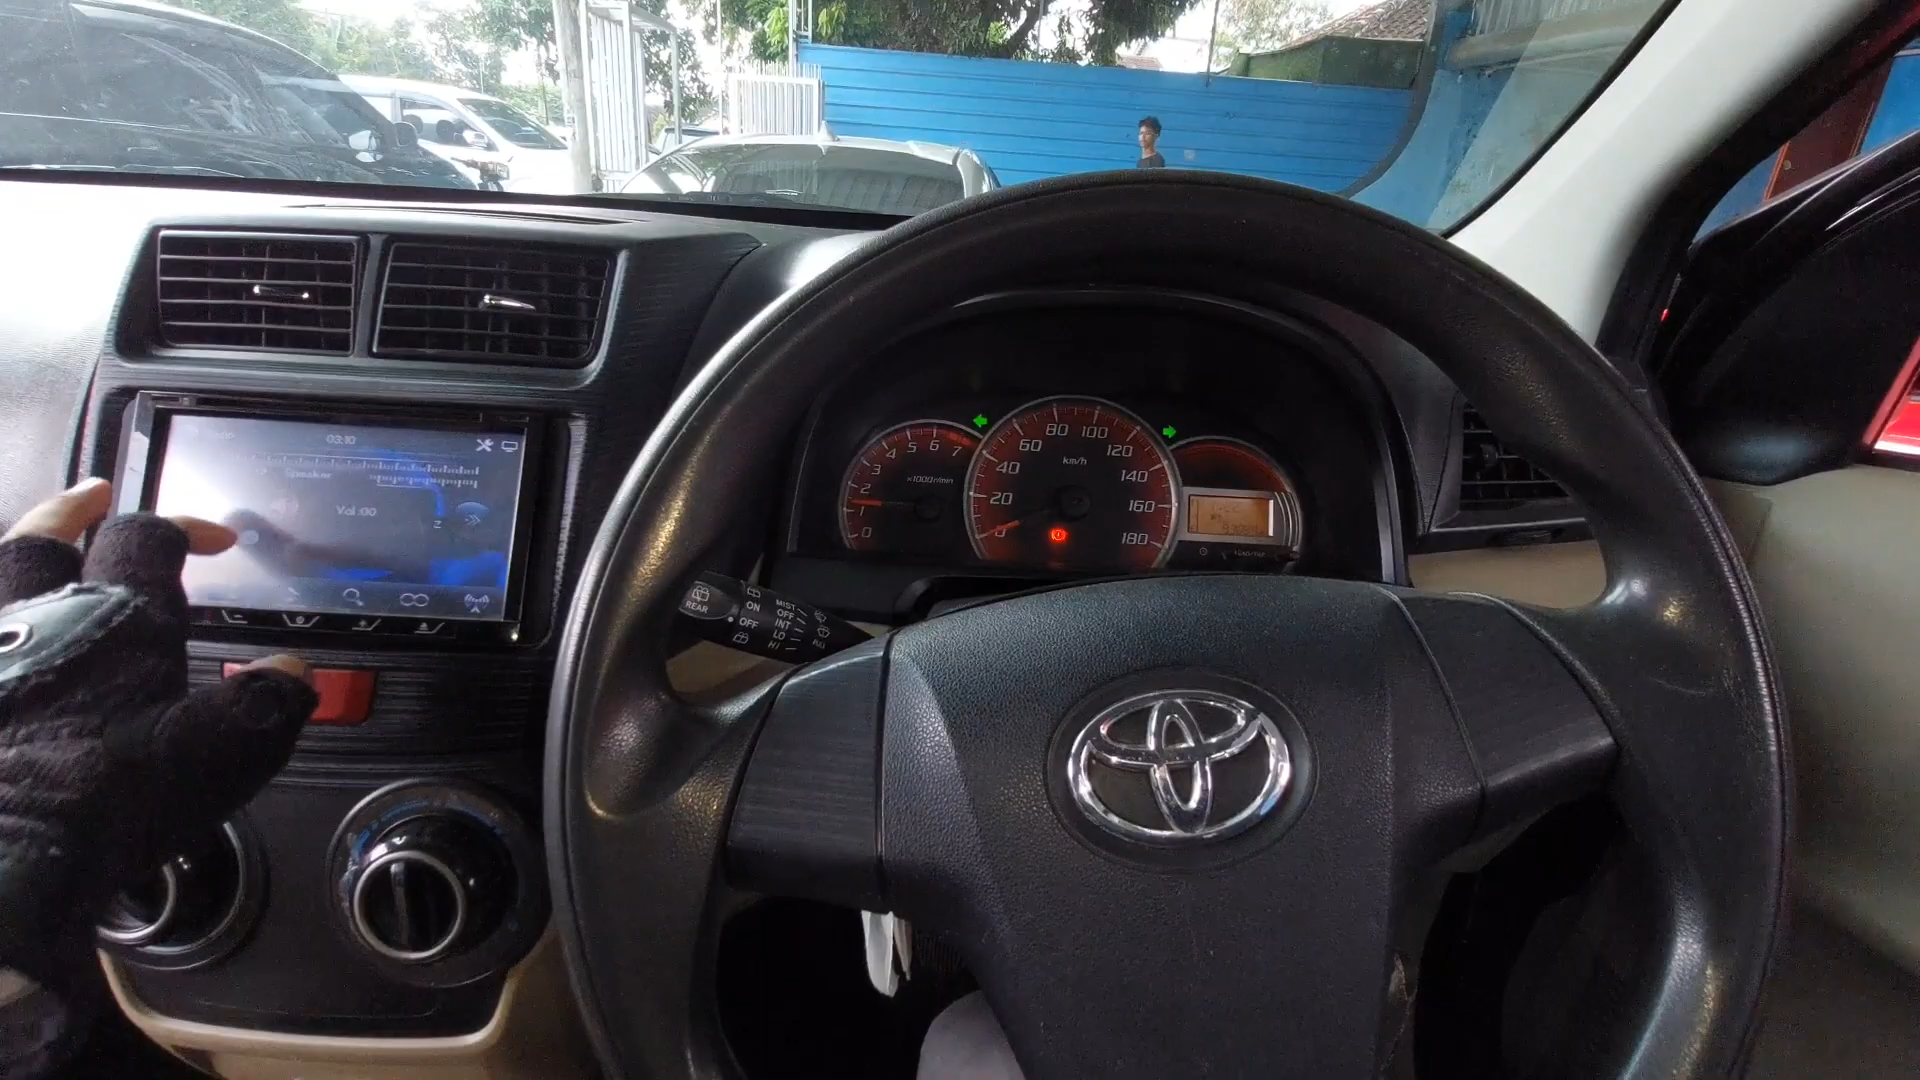 03:10
Speaker
Vol :00
REAR
ON
OFF
MIST
OFF
INT
LO
HI
0 1 2 3 4 5 6 7
×1000r/min
0 20 40 60 80 100 120 140 160 180
km/h